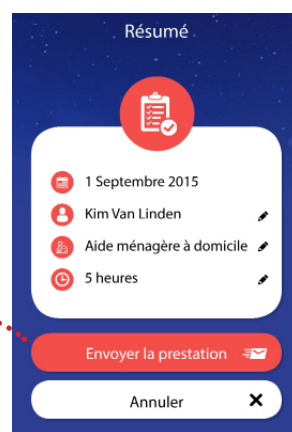 Résumé
1 Septembre 2015
Kim Van Linden
Aide ménagère à domicile
5 heures
Envoyer la prestation
Annuler